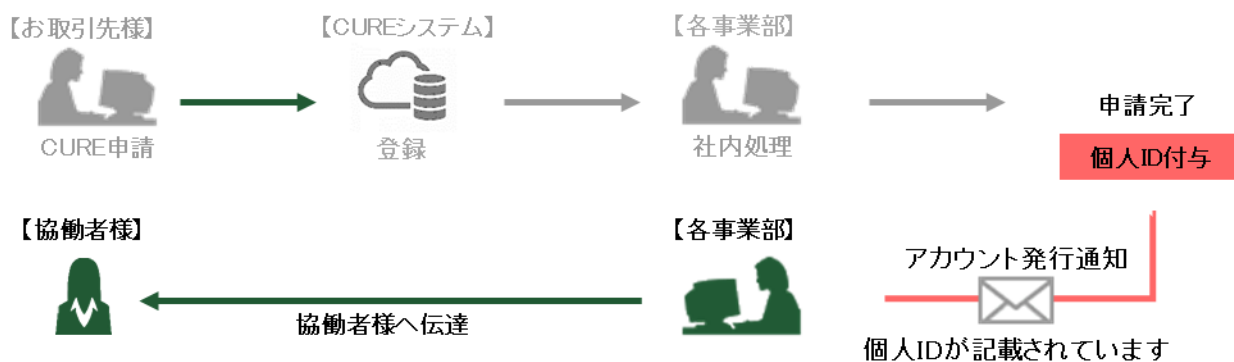 【お取引先様】
【CUREシステム】
【各事業部】
CURE申請
登録
社内処理
申請完了
個人ID付与
【協働者様】
【各事業部】
アカウント発行通知
協働者様へ伝達
個人IDが記載されています